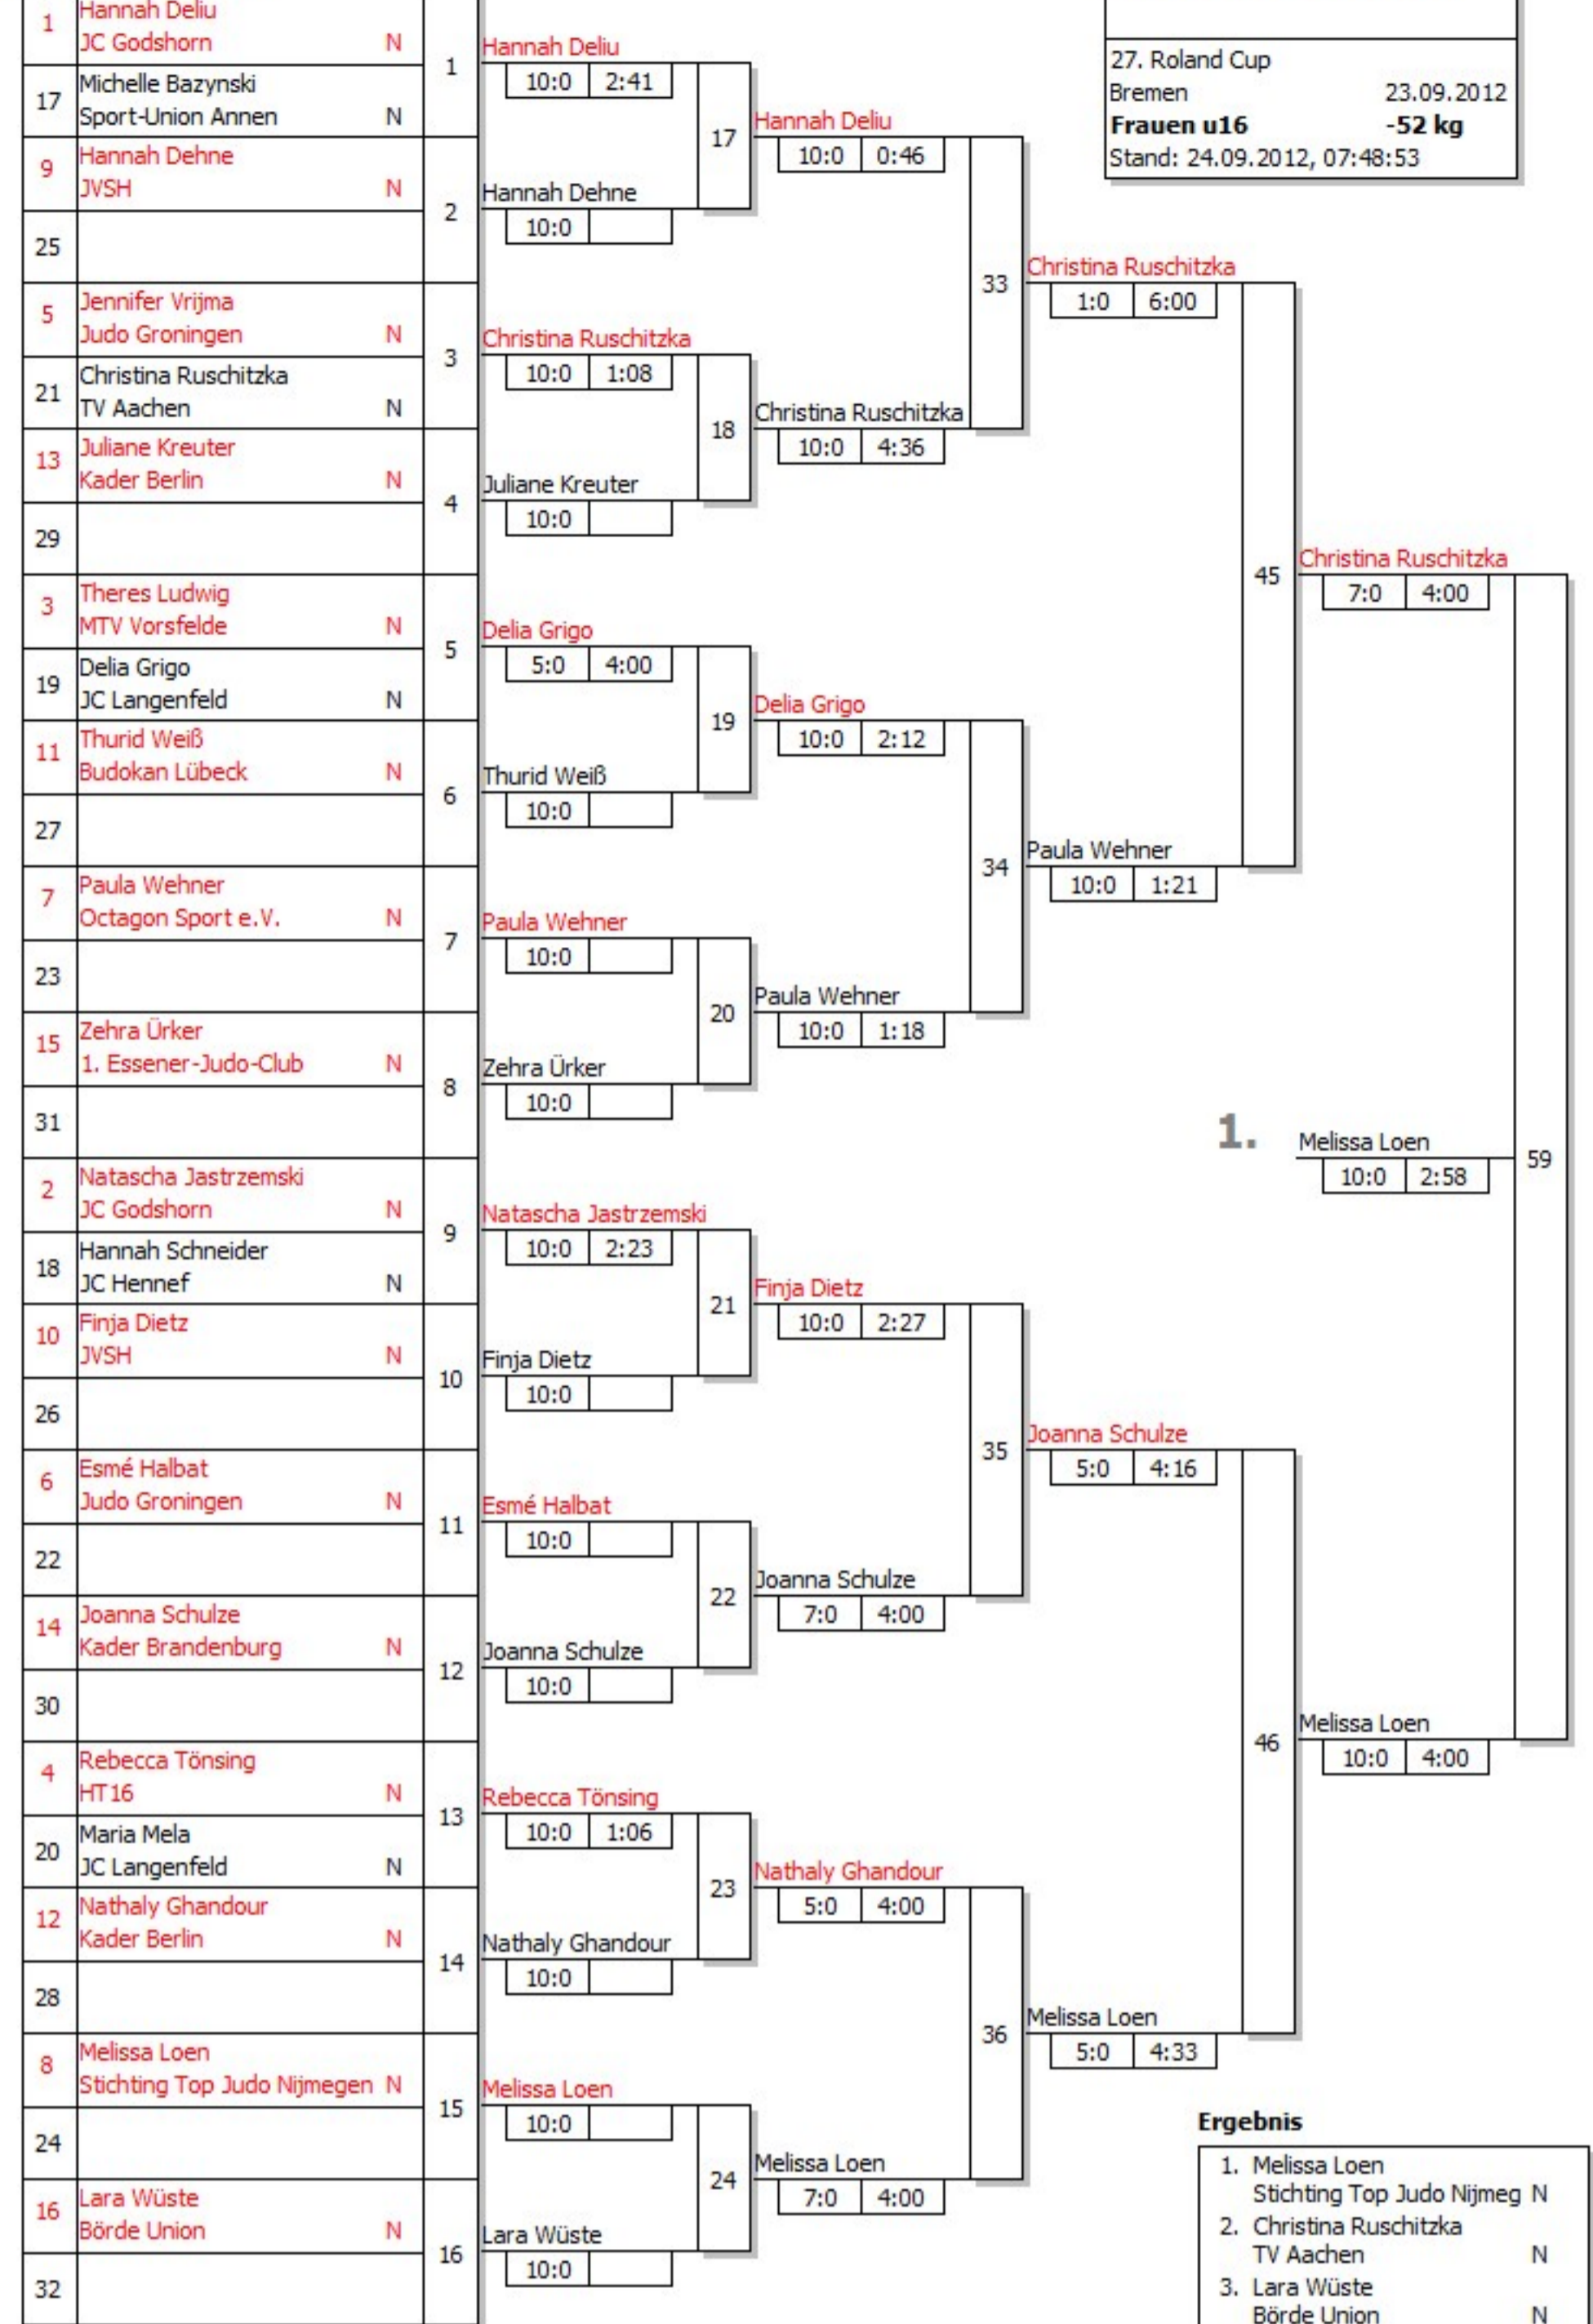 1 Hannah Deliu
JC Godshorn N
17 Michelle Bazynski
Sport-Union Annen N
9 Hannah Dehne
JVSH N
25
5 Jennifer Vrijma
Judo Groningen N
21 Christina Ruschitzka
TV Aachen N
13 Juliane Kreuter
Kader Berlin N
29
3 Theres Ludwig
MTV Vorsfelde N
19 Delia Grigo
JC Langenfeld N
11 Thurid Weiß
Budokan Lübeck N
27
7 Paula Wehner
Octagon Sport e.V. N
23
15 Zehra Ürker
1. Essener-Judo-Club N
31
2 Natascha Jastrzemski
JC Godshorn N
18 Hannah Schneider
JC Hennef N
10 Finja Dietz
JVSH N
26
6 Esmé Halbat
Judo Groningen N
22
14 Joanna Schulze
Kader Brandenburg N
30
4 Rebecca Tönsing
HT16 N
20 Maria Mela
JC Langenfeld N
12 Nathaly Ghandour
Kader Berlin N
28
8 Melissa Loen
Stichting Top Judo Nijmegen N
24
16 Lara Wüste
Börde Union N
32
1
Hannah Deliu
10:0 2:41
2
Hannah Dehne
10:0
3
Christina Ruschitzka
10:0 1:08
4
Juliane Kreuter
10:0
5
Delia Grigo
5:0 4:00
6
Thurid Weiß
10:0
7
Paula Wehner
10:0
8
Zehra Ürker
10:0
9
Natascha Jastrzemski
10:0 2:23
10
Finja Dietz
10:0
11
Esmé Halbat
10:0
12
Joanna Schulze
10:0
13
Rebecca Tönsing
10:0 1:06
14
Nathaly Ghandour
10:0
15
Melissa Loen
10:0
16
Lara Wüste
10:0
17
Hannah Deliu
10:0 0:46
18
Christina Ruschitzka
10:0 4:36
19
Delia Grigo
10:0 2:12
20
Paula Wehner
10:0 1:18
21
Finja Dietz
10:0 2:27
22
Joanna Schulze
7:0 4:00
23
Nathaly Ghandour
5:0 4:00
24
Melissa Loen
7:0 4:00
33
Christina Ruschitzka
1:0 6:00
34
Paula Wehner
10:0 1:21
35
Joanna Schulze
5:0 4:16
36
Melissa Loen
5:0 4:33
45
Christina Ruschitzka
7:0 4:00
46
Melissa Loen
10:0 4:00
59
1. Melissa Loen
10:0 2:58
27. Roland Cup
Bremen 23.09.2012
Frauen u16 -52 kg
Stand: 24.09.2012, 07:48:53
Ergebnis
1. Melissa Loen
Stichting Top Judo Nijmeg N
2. Christina Ruschitzka
TV Aachen N
3. Lara Wüste
Börde Union N